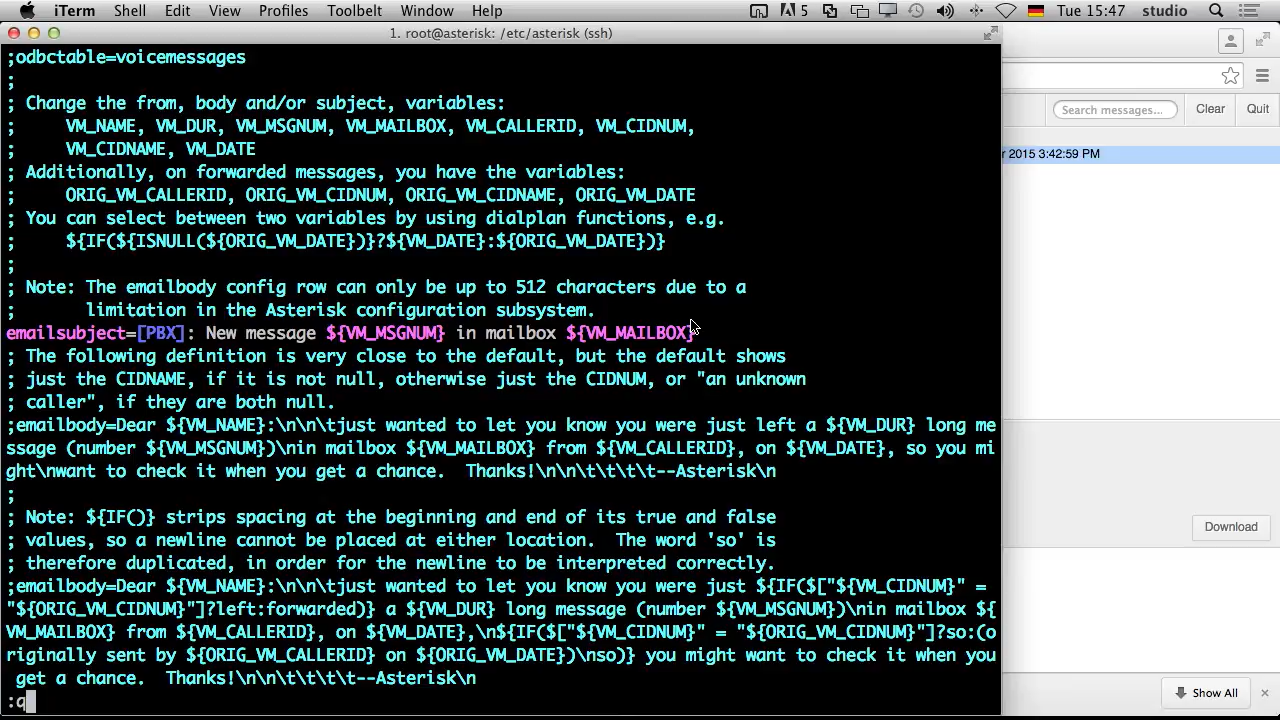 iTerm Shell Edit View Profiles Toolbelt Window Help 5 Tue 15:47 studio
1. root@asterisk: /etc/asterisk (ssh)
;odbctable=voicemessages
;
; Change the from, body and/or subject, variables:
;     VM_NAME, VM_DUR, VM_MSGNUM, VM_MAILBOX, VM_CALLERID, VM_CIDNUM,
;     VM_CIDNAME, VM_DATE
; Additionally, on forwarded messages, you have the variables:
;     ORIG_VM_CALLERID, ORIG_VM_CIDNUM, ORIG_VM_CIDNAME, ORIG_VM_DATE
; You can select between two variables by using dialplan functions, e.g.
;     ${IF(${ISNULL(${ORIG_VM_DATE})}?${VM_DATE}:${ORIG_VM_DATE})}
;
; Note: The emailbody config row can only be up to 512 characters due to a
;       limitation in the Asterisk configuration subsystem.
emailsubject=[PBX]: New message ${VM_MSGNUM} in mailbox ${VM_MAILBOX}
; The following definition is very close to the default, but the default shows
; just the CIDNAME, if it is not null, otherwise just the CIDNUM, or "an unknown
; caller", if they are both null.
;emailbody=Dear ${VM_NAME}:\n\n\tjust wanted to let you know you were just left a ${VM_DUR} long me
ssage (number ${VM_MSGNUM})\nin mailbox ${VM_MAILBOX} from ${VM_CALLERID}, on ${VM_DATE}, so you mi
ght\nwant to check it when you get a chance.  Thanks!\n\n\t\t\t\t--Asterisk\n
;
; Note: ${IF()} strips spacing at the beginning and end of its true and false
; values, so a newline cannot be placed at either location.  The word 'so' is
; therefore duplicated, in order for the newline to be interpreted correctly.
;emailbody=Dear ${VM_NAME}:\n\n\tjust wanted to let you know you were just ${IF($["${VM_CIDNUM}" =
"${ORIG_VM_CIDNUM}"]?left:forwarded)} a ${VM_DUR} long message (number ${VM_MSGNUM})\nin mailbox ${
VM_MAILBOX} from ${VM_CALLERID}, on ${VM_DATE},\n${IF($["${VM_CIDNUM}" = "${ORIG_VM_CIDNUM}"]?so:(o
riginally sent by ${ORIG_VM_CALLERID} on ${ORIG_VM_DATE})\nso)} you might want to check it when you
 get a chance.  Thanks!\n\n\t\t\t\t--Asterisk\n
:q
Search messages... Clear Quit
2015 3:42:59 PM
Download
Show All